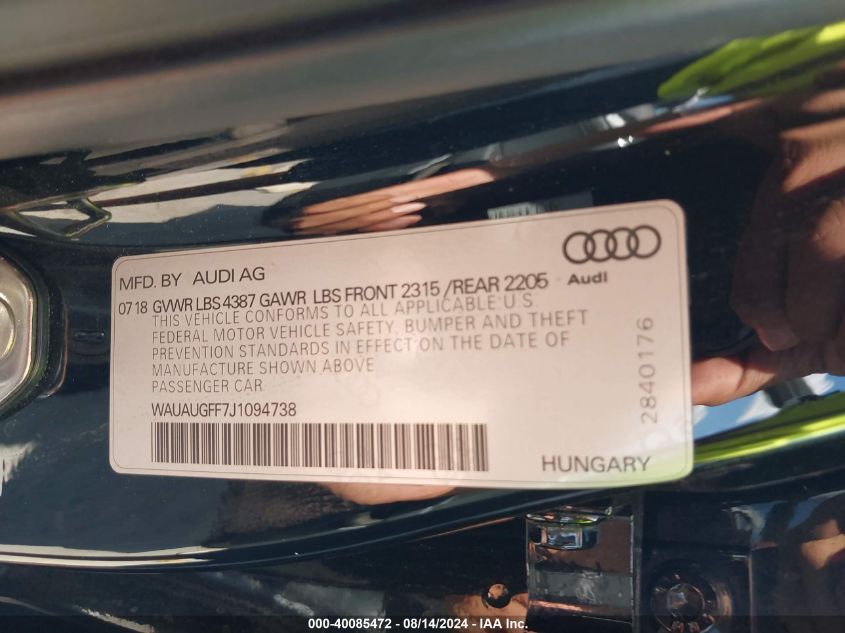 MFD. BY AUDI AG
07 18 GVWR LBS 4387 GAWR LBS FRONT 2315 /REAR 2205
Audi
THIS VEHICLE CONFORMS TO ALL APPLICABLE U S
FEDERAL MOTOR VEHICLE SAFETY, BUMPER AND THEFT
PREVENTION STANDARDS IN EFFECT ON THE DATE OF
MANUFACTURE SHOWN ABOVE
PASSENGER CAR
WAUAUGFF7J1094738
2840176
HUNGARY
000-40085472 - 08/14/2024 - IAA Inc.